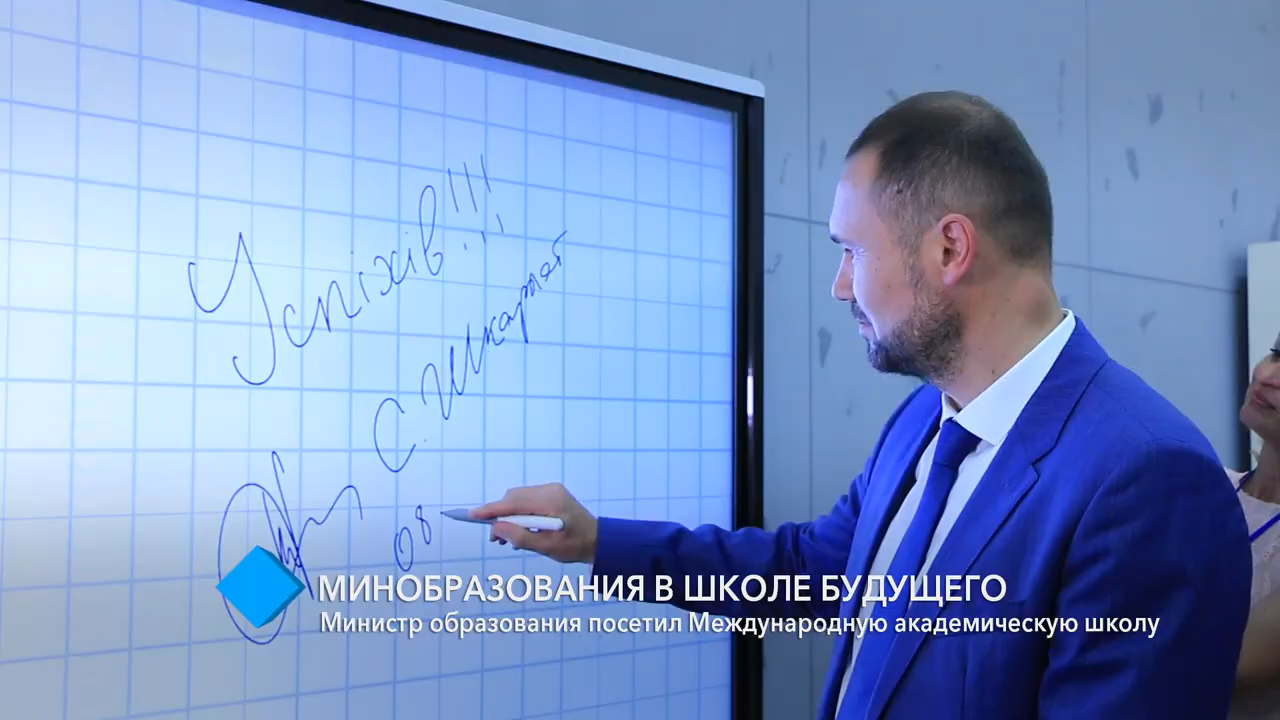 Успіхів!!!
С. Шкарлет
08
МИНОБРАЗОВАНИЯ В ШКОЛЕ БУДУЩЕГО
Министр образования посетил Международную академическую школу